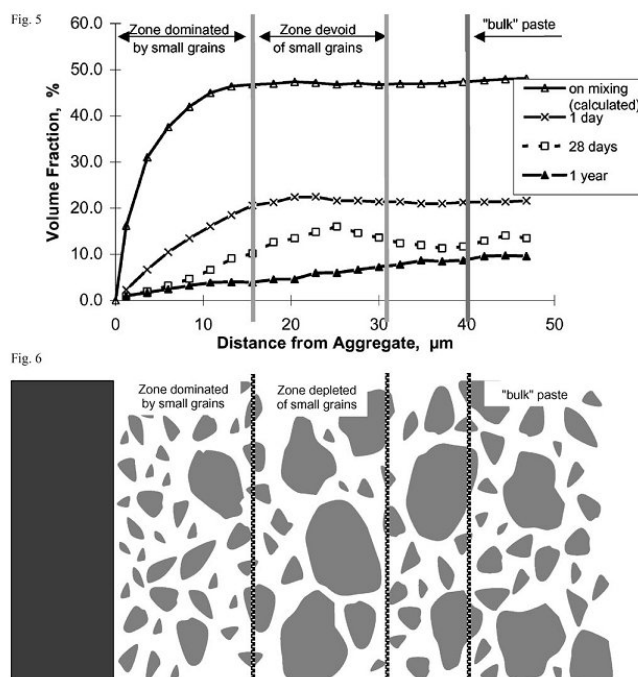 Fig. 5
60.0
50.0
40.0
30.0
20.0
10.0
0.0
Volume Fraction, %
Zone dominated
by small grains
Zone devoid
of small grains
"bulk" paste
on mixing
(calculated)
1 day
28 days
1 year
0 10 20 30 40 50
Distance from Aggregate, µm
Fig. 6
Zone dominated
by small grains
Zone depleted
of small grains
"bulk" paste